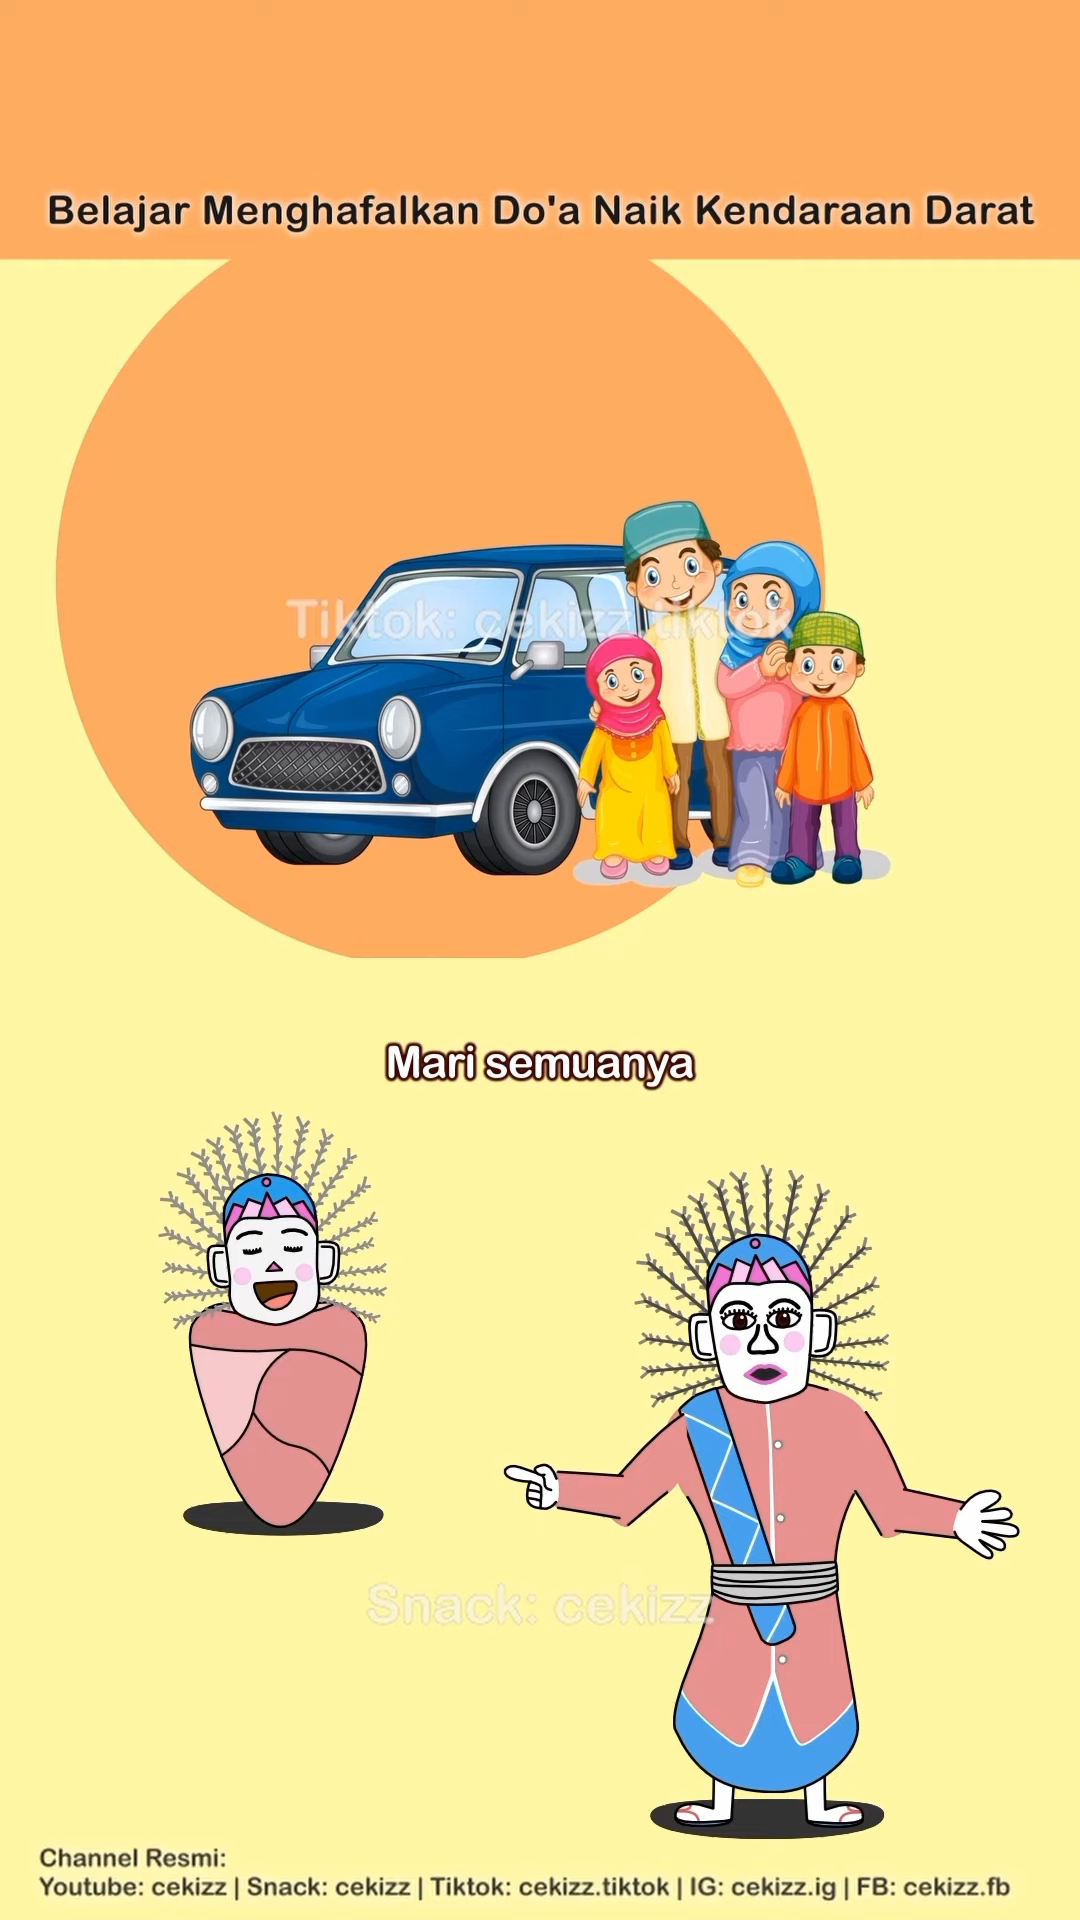 Belajar Menghafalkan Do'a Naik Kendaraan Darat
Tiktok: cekizz.tiktok
Mari semuanya
Snack: cekizz
Channel Resmi:
Youtube: cekizz | Snack: cekizz | Tiktok: cekizz.tiktok | IG: cekizz.ig | FB: cekizz.fb